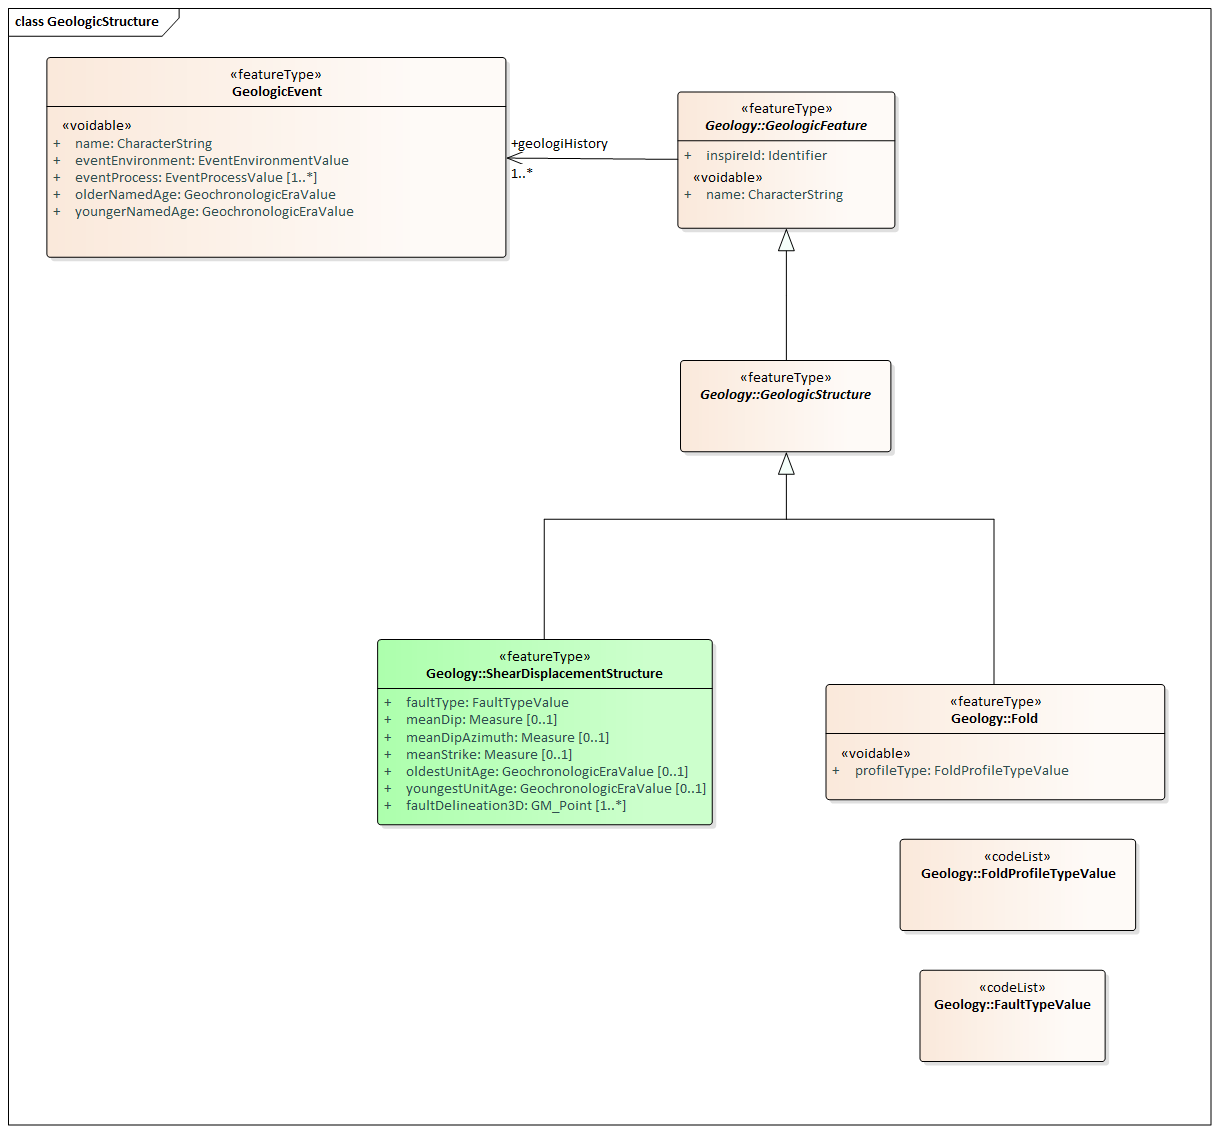 class GeologicStructure
«featureType»
GeologicEvent
«voidable»
+ name: CharacterString
+ eventEnvironment: EventEnvironmentValue
+ eventProcess: EventProcessValue [1..*]
+ olderNamedAge: GeochronologicEraValue
+ youngerNamedAge: GeochronologicEraValue
+geologiHistory
1..*
«featureType»
Geology::GeologicFeature
+ inspireId: Identifier
«voidable»
+ name: CharacterString
«featureType»
Geology::GeologicStructure
«featureType»
Geology::ShearDisplacementStructure
+ faultType: FaultTypeValue
+ meanDip: Measure [0..1]
+ meanDipAzimuth: Measure [0..1]
+ meanStrike: Measure [0..1]
+ oldestUnitAge: GeochronologicEraValue [0..1]
+ youngestUnitAge: GeochronologicEraValue [0..1]
+ faultDelineation3D: GM_Point [1..*]
«featureType»
Geology::Fold
«voidable»
+ profileType: FoldProfileTypeValue
«codeList»
Geology::FoldProfileTypeValue
«codeList»
Geology::FaultTypeValue